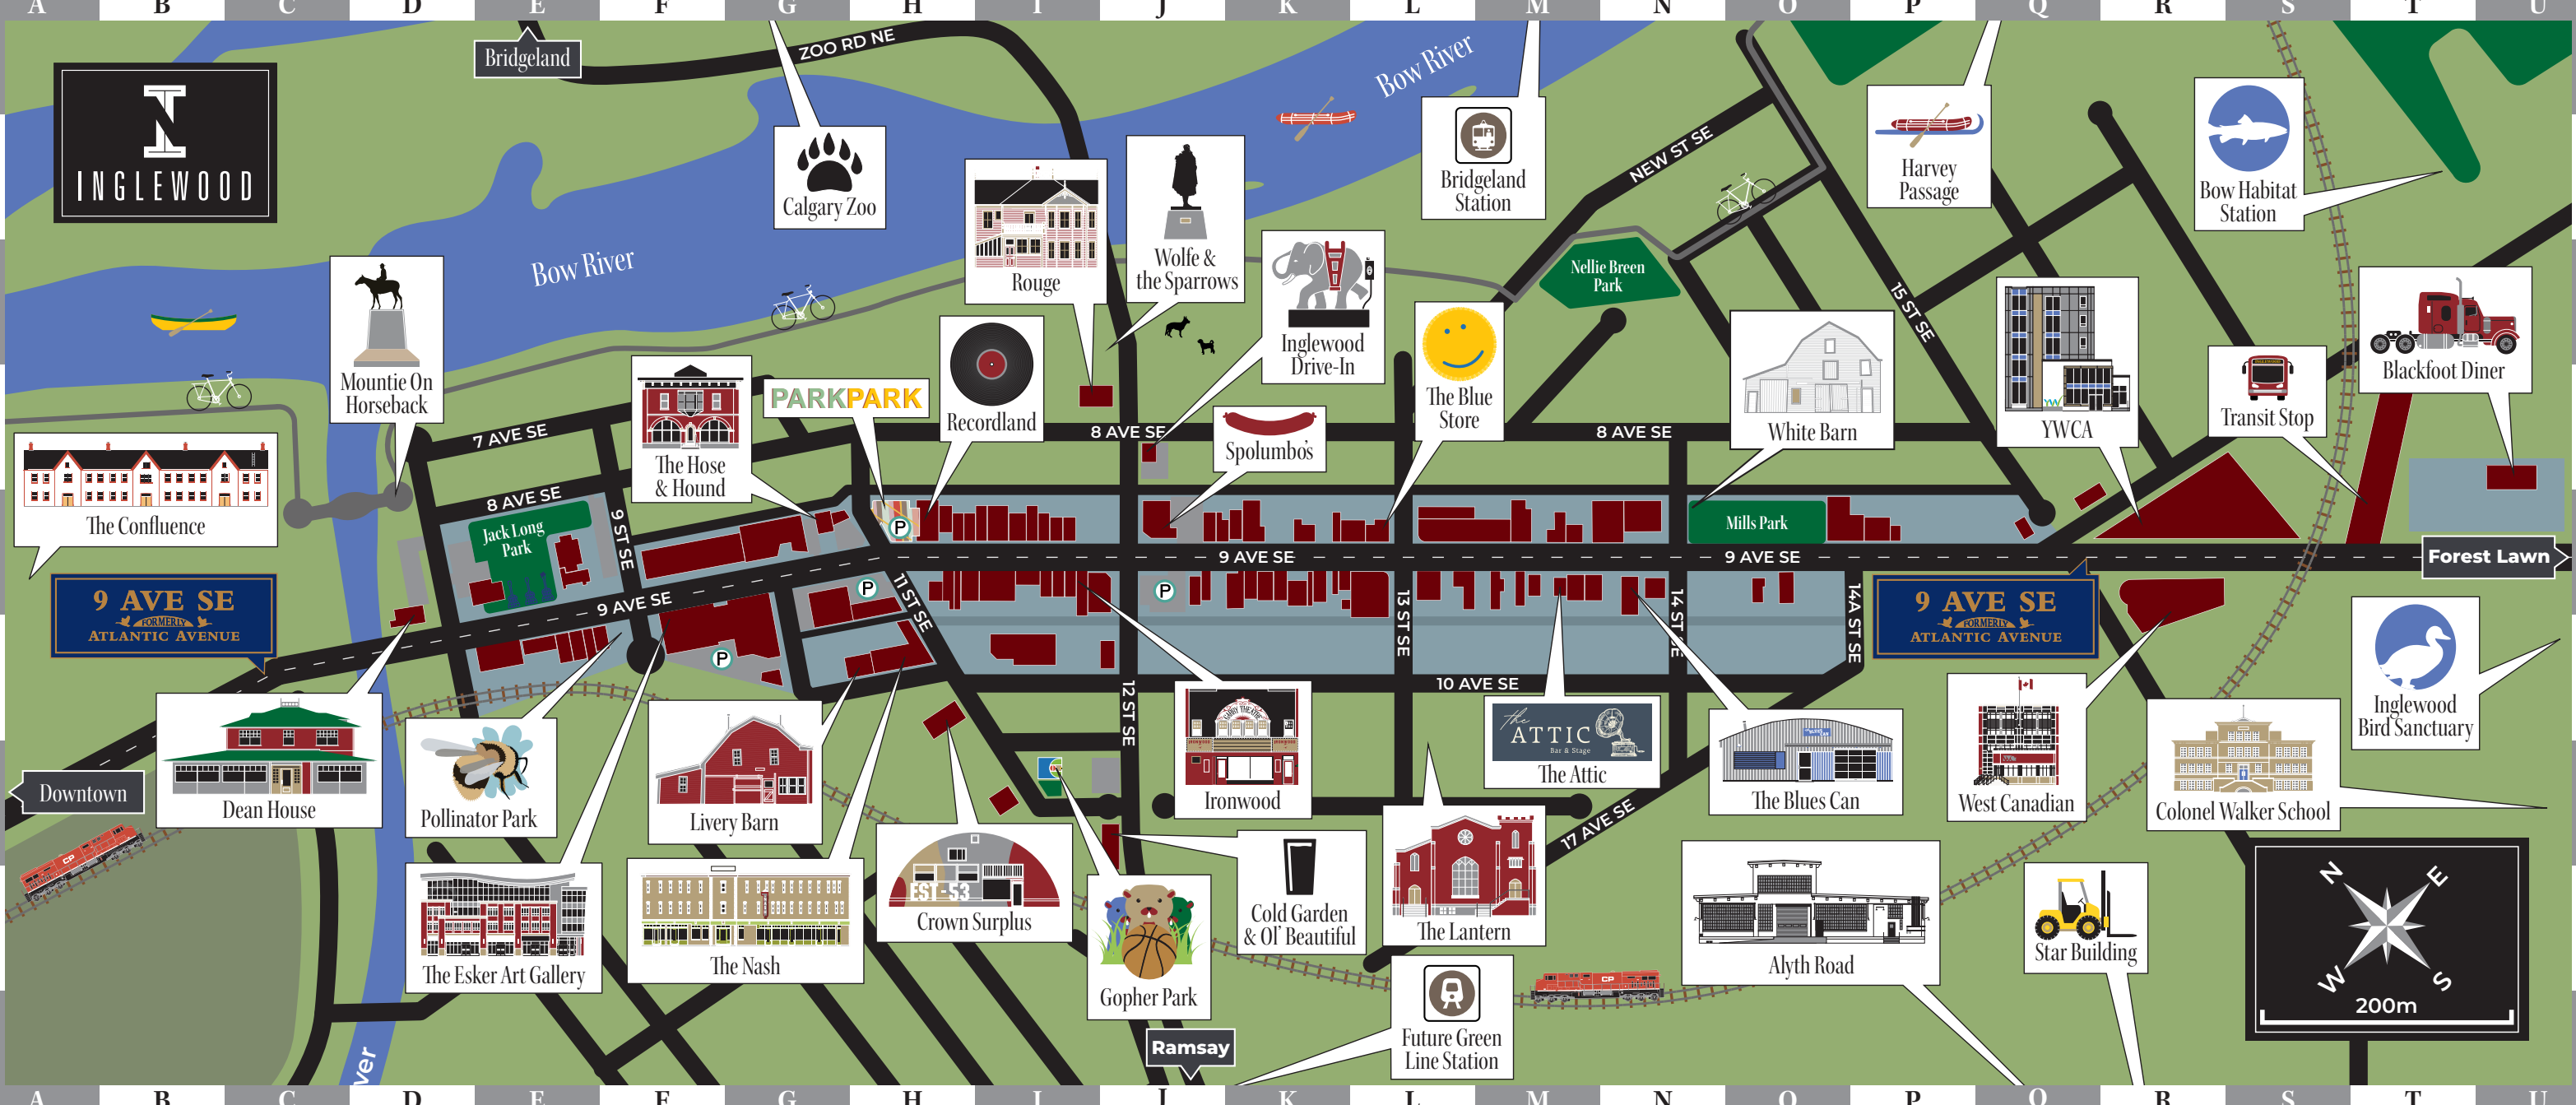 A B C D E F G H I J K L M N O P Q R S T U
Bridgeland
ZOO RD NE
Bow River
INGLEWOOD
Calgary Zoo
Rouge
Wolfe &
the Sparrows
Bridgeland
Station
NEW ST SE
Harvey
Passage
Bow Habitat
Station
Bow River
Nellie Breen
Park
Mountie On
Horseback
Inglewood
Drive-In
15 ST SE
PARKPARK
Recordland
The Blue
Store
White Barn
YWCA
Transit Stop
Blackfoot Diner
7 AVE SE
8 AVE SE
8 AVE SE
Spolumbo's
The Hose
& Hound
The Confluence
8 AVE SE
Jack Long
Park
9 ST SE
P
Mills Park
9 AVE SE
9 AVE SE
Forest Lawn
9 AVE SE
FORMERLY
ATLANTIC AVENUE
9 AVE SE
P
11 ST SE
P
13 ST SE
14 ST SE
14A ST SE
9 AVE SE
FORMERLY
ATLANTIC AVENUE
P
10 AVE SE
12 ST SE
Inglewood
Bird Sanctuary
Downtown
Dean House
Pollinator Park
Livery Barn
GARRY THEATRE
Ironwood
the
ATTIC
Bar & Stage
The Attic
The Blues Can
West Canadian
Colonel Walker School
17 AVE SE
CP
The Esker Art Gallery
The Nash
EST-53
Crown Surplus
Gopher Park
Cold Garden
& Ol' Beautiful
The Lantern
Alyth Road
Star Building
CP
Future Green
Line Station
Ramsay
N
E
W
S
200m
A B C D E F G H I J K L M N O P Q R S T U